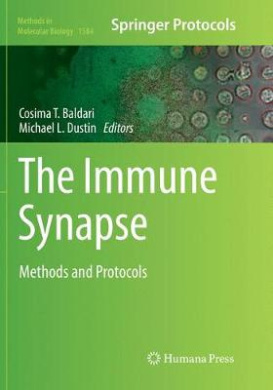 Methods in
Molecular Biology 1584
Springer Protocols
Cosima T. Baldari
Michael L. Dustin Editors
The Immune
Synapse
Methods and Protocols
Humana Press